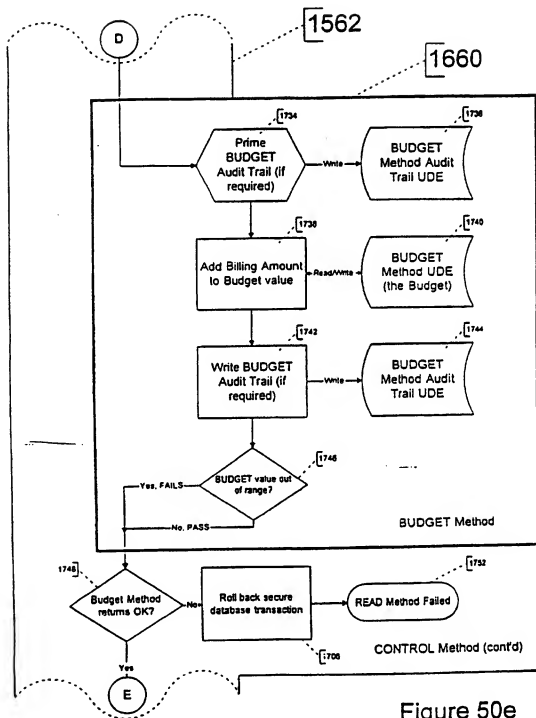 D
1562
1660
1734
Prime
BUDGET
Audit Trail (if
required)
Write
1736
BUDGET
Method Audit
Trail UDE
1738
Add Billing Amount
to Budget value
Read/Write
1740
BUDGET
Method UDE
(the Budget)
1742
Write BUDGET
Audit Trail (if
required)
Write
1744
BUDGET
Method Audit
Trail UDE
1746
BUDGET value out
of range?
Yes, FAILS
No, PASS
BUDGET Method
1748
Budget Method
returns OK?
No
Roll back secure
database transaction
1752
READ Method Failed
CONTROL Method (cont'd)
Yes
E
Figure 50e